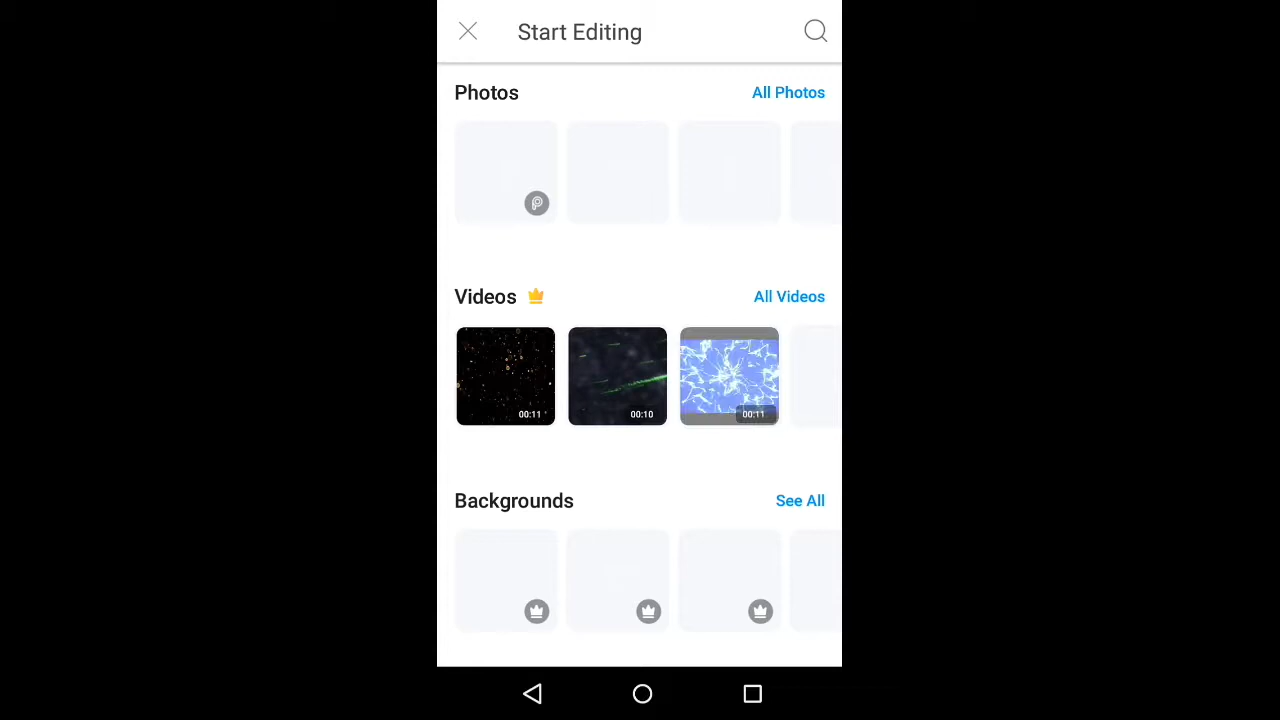 Start Editing
Photos
All Photos
Videos
All Videos
00:11
00:10
00:11
Backgrounds
See All